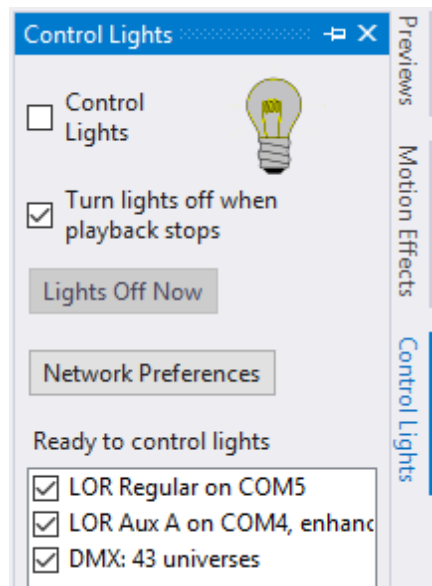 Control Lights
Control
Lights
Turn lights off when
playback stops
Lights Off Now
Network Preferences
Ready to control lights
LOR Regular on COM5
LOR Aux A on COM4, enhanc
DMX: 43 universes
Previews
Motion Effects
Control Lights